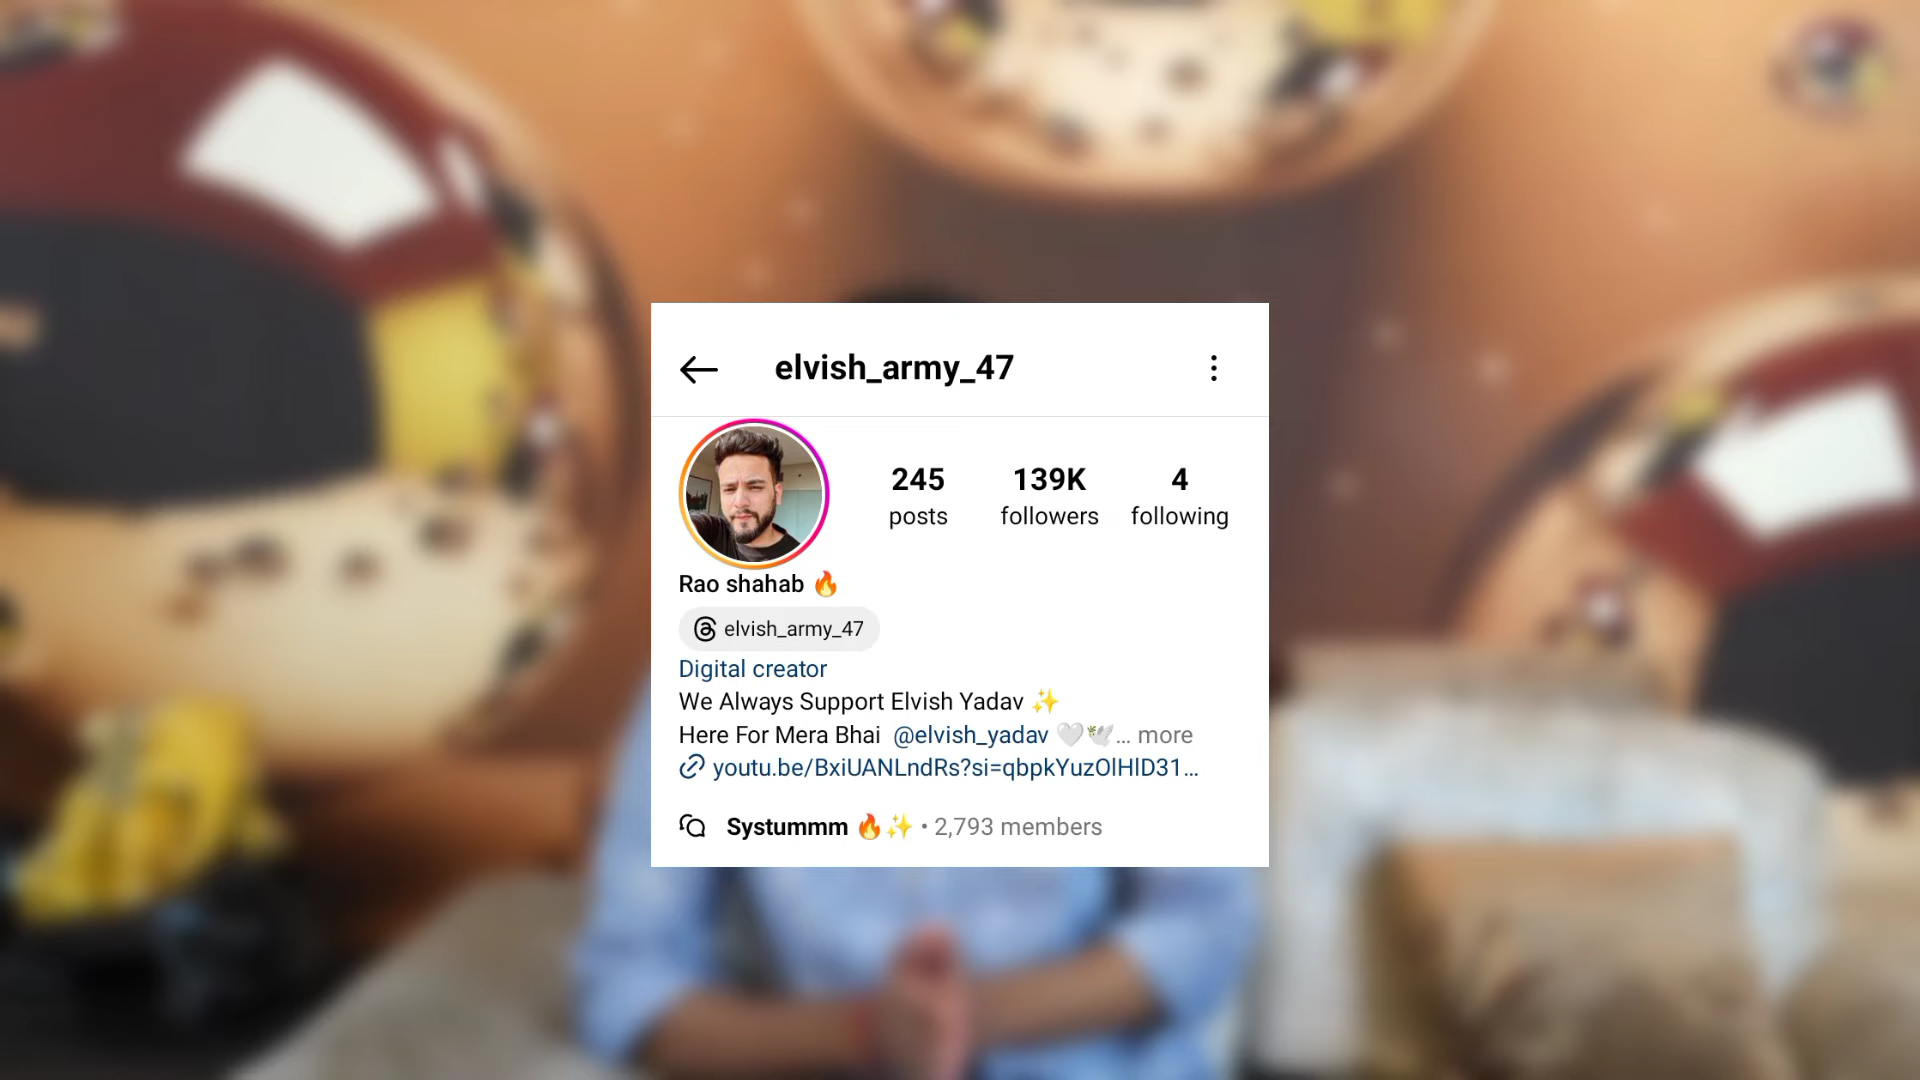 elvish_army_47
245 139K 4
posts followers following
Rao shahab 🔥
elvish_army_47
Digital creator
We Always Support Elvish Yadav ✨
Here For Mera Bhai @elvish_yadav 🤍🕊️... more
youtu.be/BxiUANLndRs?si=qbpkYuzOlHlD31...
Systummm 🔥✨ • 2,793 members